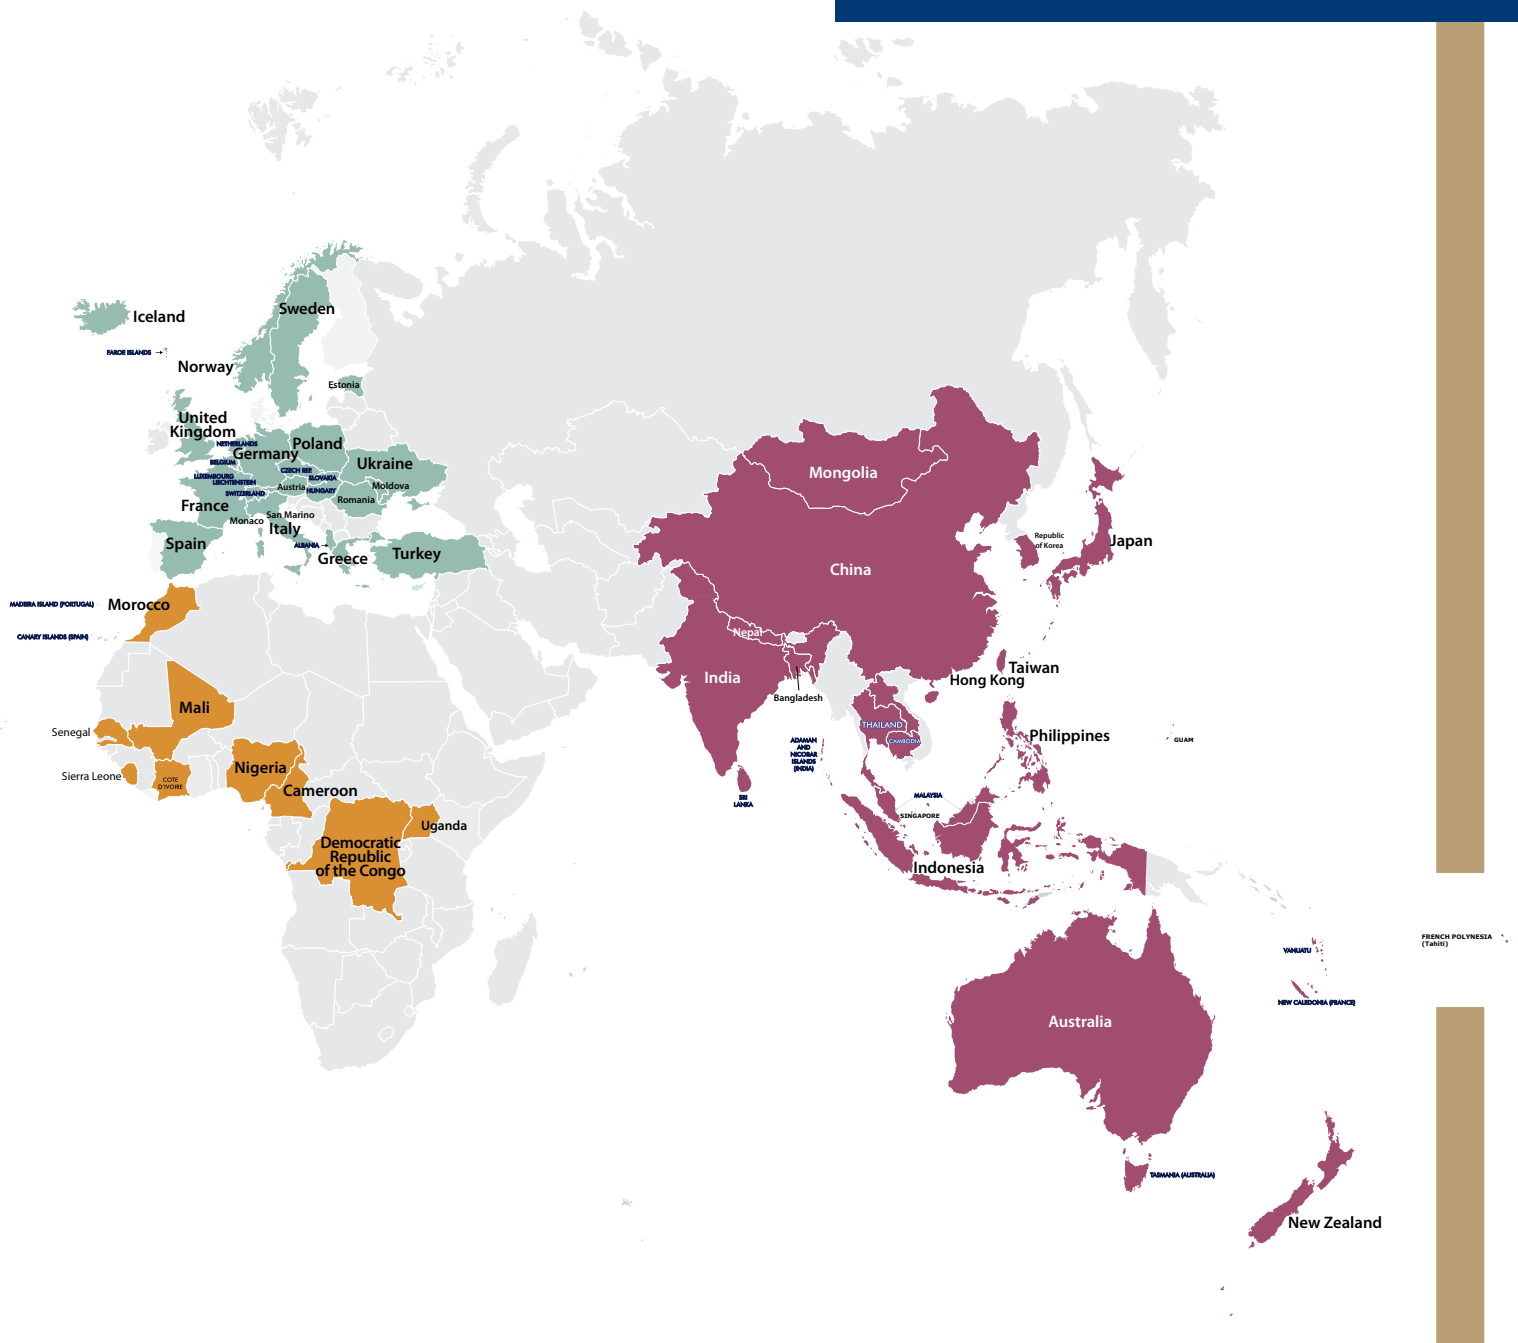 Sweden
Iceland
FAROE ISLANDS
Norway
Estonia
United
Kingdom
NETHERLANDS
Poland
Germany
BELGIUM
Ukraine
CZECH REP.
LUXEMBOURG
SLOVAKIA
LIECHTENSTEIN
Austria
HUNGARY
Moldova
SWITZERLAND
Romania
France
San Marino
Monaco
Italy
Spain
ALBANIA
Greece
Turkey
Mongolia
Republic
of Korea
Japan
China
MADEIRA ISLAND (PORTUGAL)
Morocco
CANARY ISLANDS (SPAIN)
Nepal
India
Taiwan
Hong Kong
Bangladesh
Mali
Senegal
THAILAND
CAMBODIA
Philippines
GUAM
ADAMAN
AND
NICOBAR
ISLANDS
(INDIA)
Nigeria
Sierra Leone
COTE
D'IVOIRE
Cameroon
SRI
LANKA
MALAYSIA
SINGAPORE
Uganda
Democratic
Republic
of the Congo
Indonesia
FRENCH POLYNESIA
(Tahiti)
VANUATU
NEW CALEDONIA (FRANCE)
Australia
TASMANIA (AUSTRALIA)
New Zealand